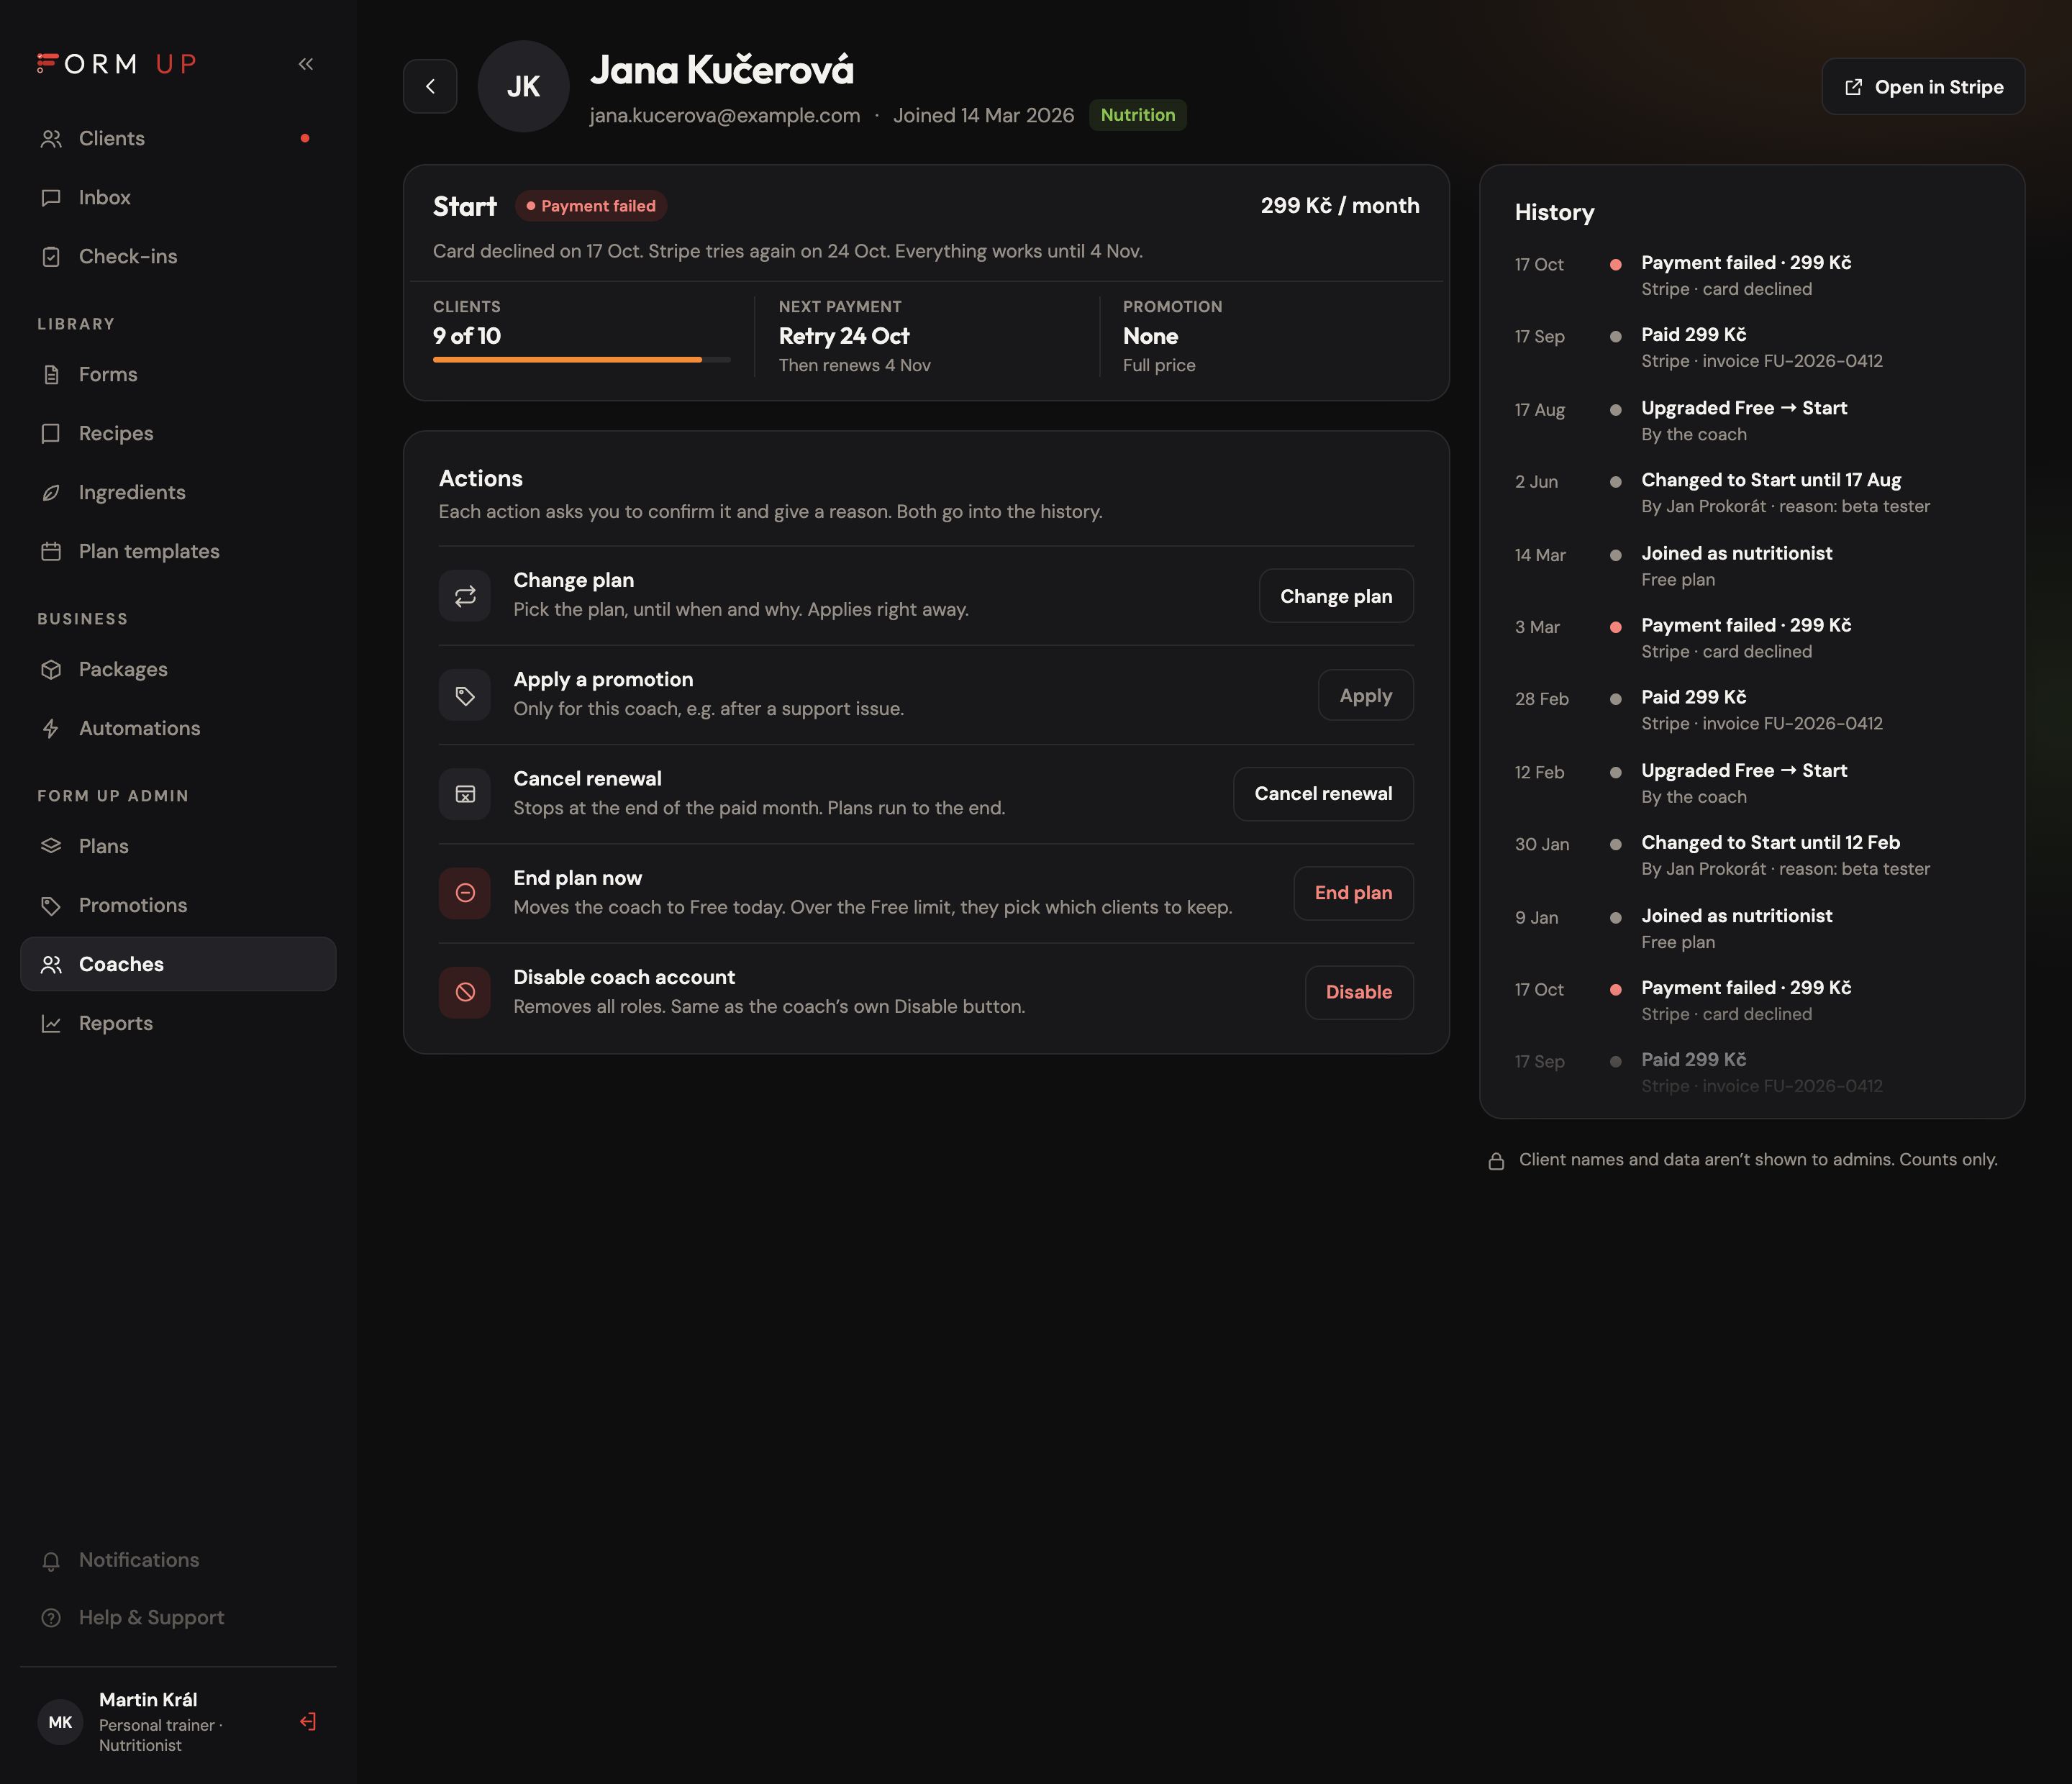 FORM UP
Clients
Inbox
Check-ins
LIBRARY
Forms
Recipes
Ingredients
Plan templates
BUSINESS
Packages
Automations
FORM UP ADMIN
Plans
Promotions
Coaches
Reports
Notifications
Help & Support
MK
Martin Král
Personal trainer ·
Nutritionist
JK
Jana Kučerová
jana.kucerova@example.com · Joined 14 Mar 2026 Nutrition
Open in Stripe
Start Payment failed 299 Kč / month
Card declined on 17 Oct. Stripe tries again on 24 Oct. Everything works until 4 Nov.
CLIENTS
9 of 10
NEXT PAYMENT
Retry 24 Oct
Then renews 4 Nov
PROMOTION
None
Full price
Actions
Each action asks you to confirm it and give a reason. Both go into the history.
Change plan
Pick the plan, until when and why. Applies right away.
Change plan
Apply a promotion
Only for this coach, e.g. after a support issue.
Apply
Cancel renewal
Stops at the end of the paid month. Plans run to the end.
Cancel renewal
End plan now
Moves the coach to Free today. Over the Free limit, they pick which clients to keep.
End plan
Disable coach account
Removes all roles. Same as the coach’s own Disable button.
Disable
History
17 Oct Payment failed · 299 Kč
Stripe · card declined
17 Sep Paid 299 Kč
Stripe · invoice FU-2026-0412
17 Aug Upgraded Free → Start
By the coach
2 Jun Changed to Start until 17 Aug
By Jan Prokorát · reason: beta tester
14 Mar Joined as nutritionist
Free plan
3 Mar Payment failed · 299 Kč
Stripe · card declined
28 Feb Paid 299 Kč
Stripe · invoice FU-2026-0412
12 Feb Upgraded Free → Start
By the coach
30 Jan Changed to Start until 12 Feb
By Jan Prokorát · reason: beta tester
9 Jan Joined as nutritionist
Free plan
17 Oct Payment failed · 299 Kč
Stripe · card declined
17 Sep Paid 299 Kč
Stripe · invoice FU-2026-0412
Client names and data aren’t shown to admins. Counts only.